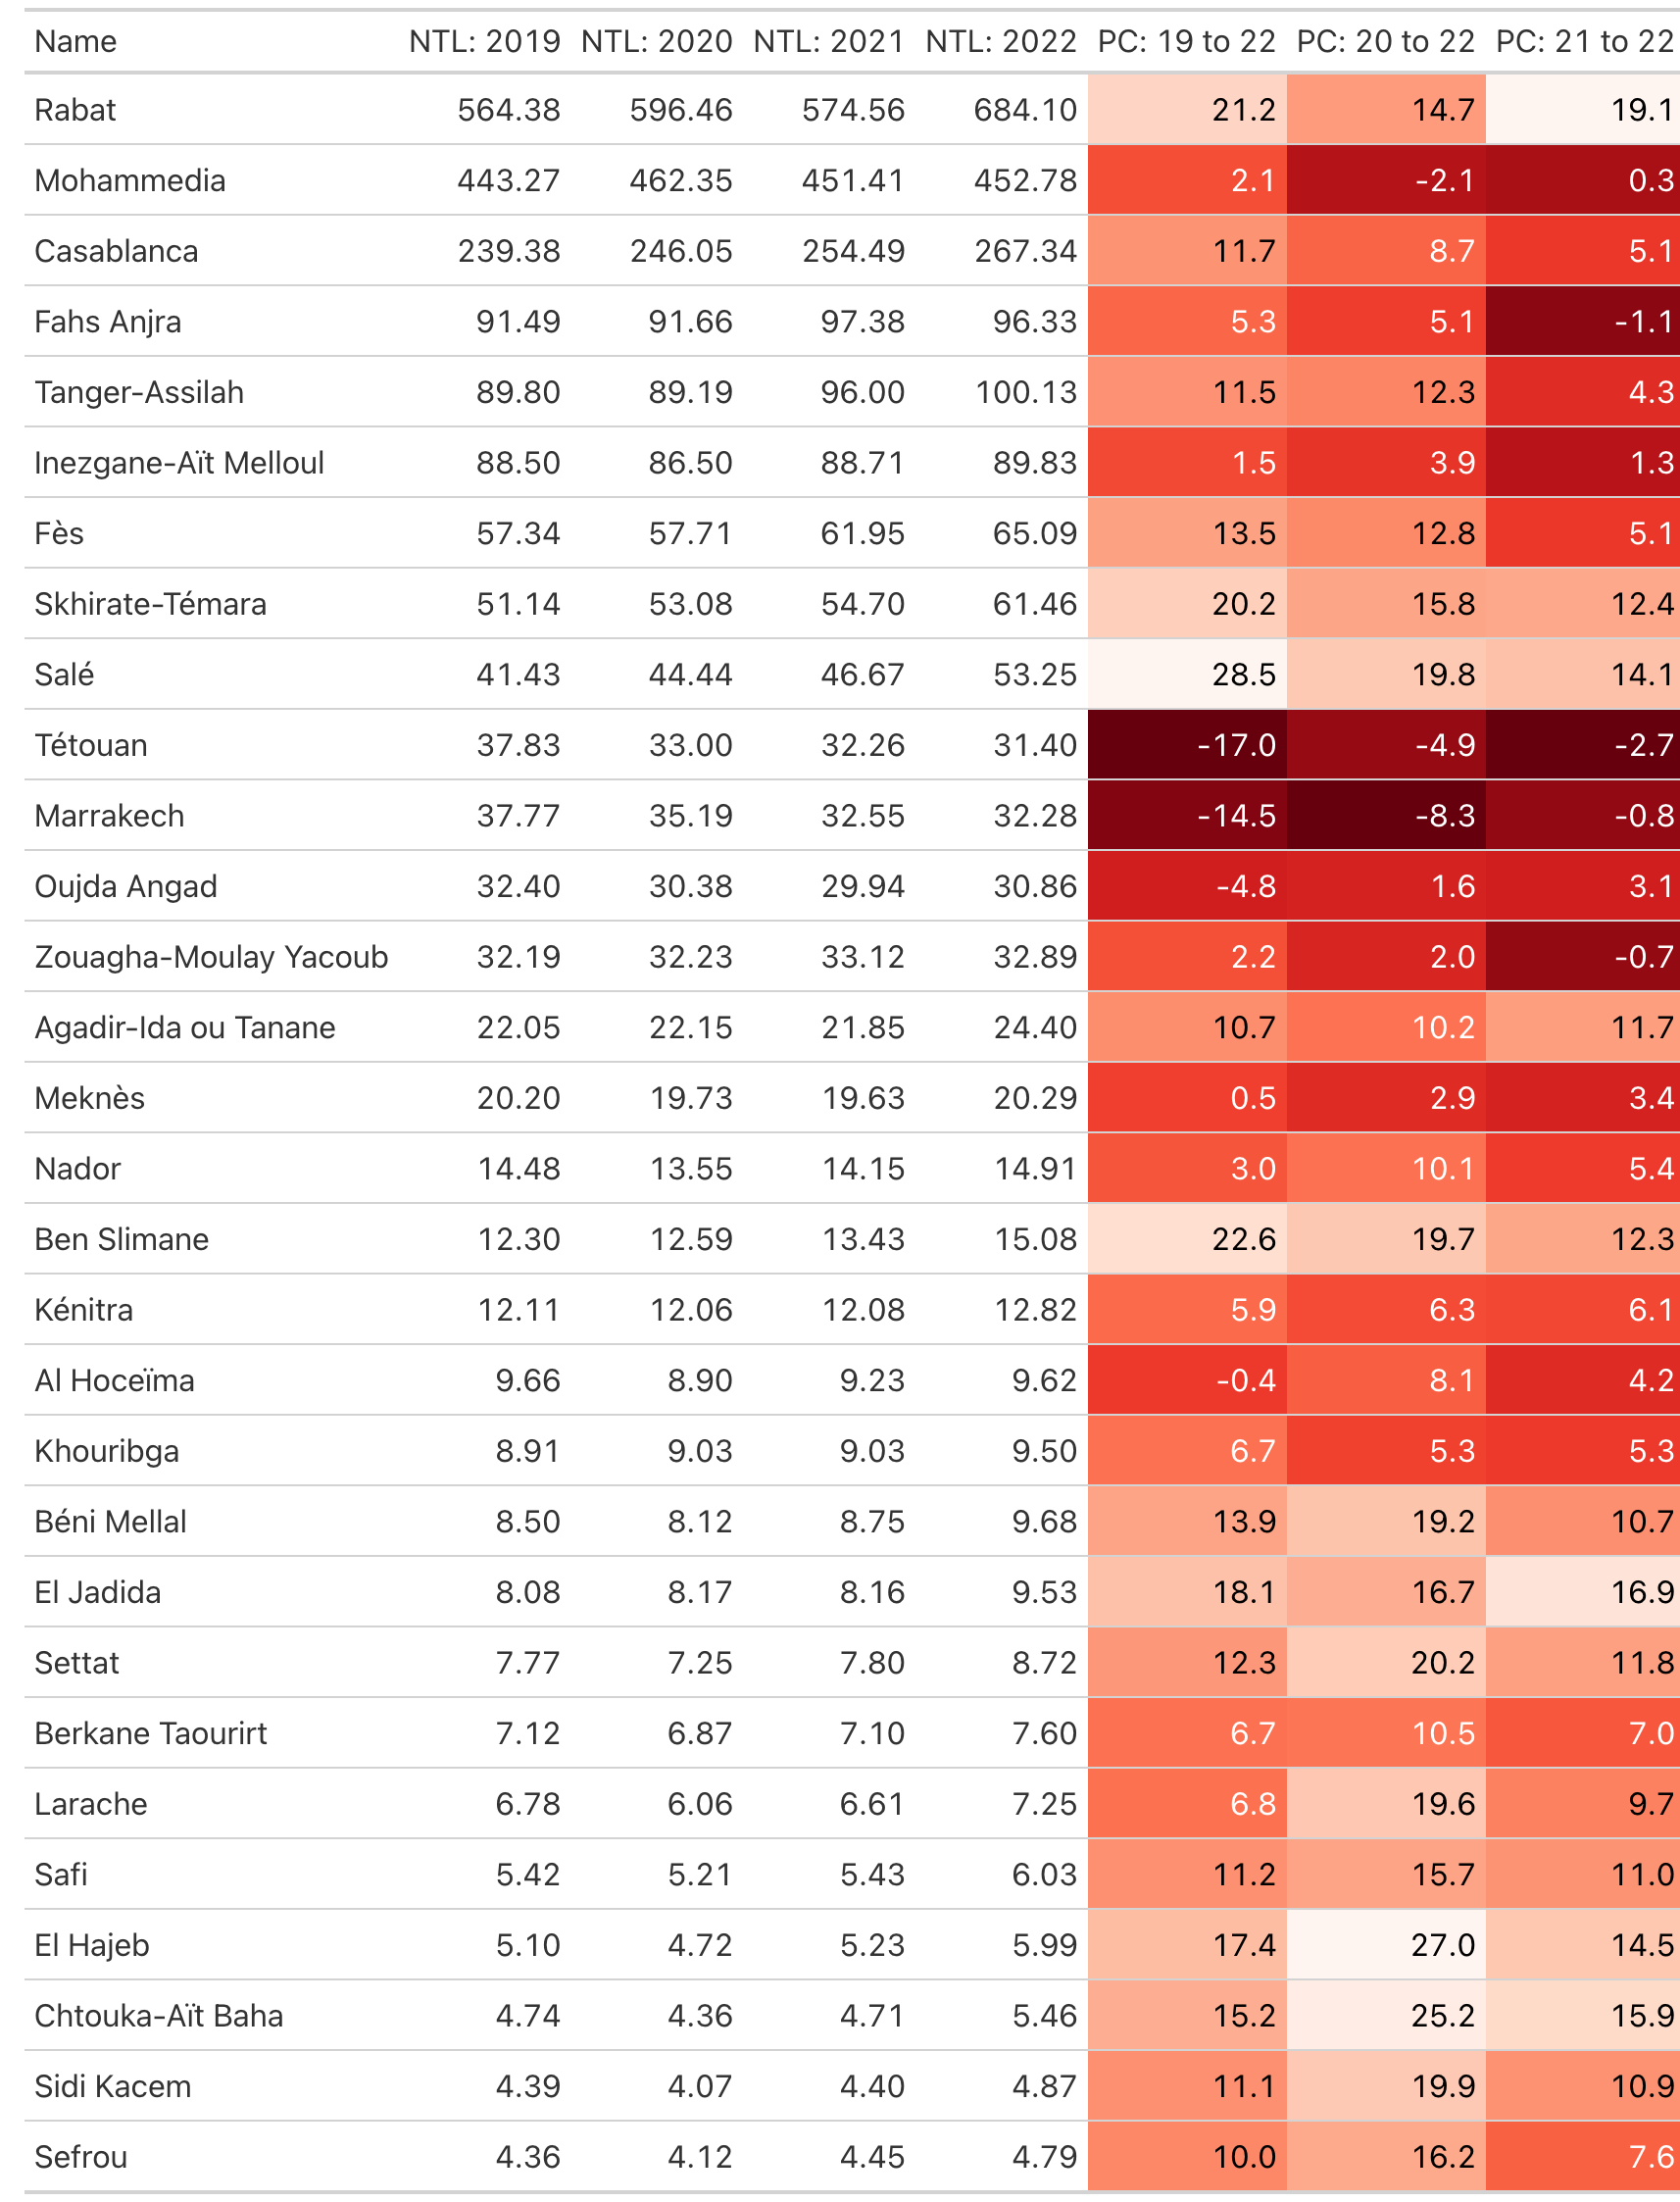 Name NTL: 2019 NTL: 2020 NTL: 2021 NTL: 2022 PC: 19 to 22 PC: 20 to 22 PC: 21 to 22
Rabat 564.38 596.46 574.56 684.10 21.2 14.7 19.1
Mohammedia 443.27 462.35 451.41 452.78 2.1 -2.1 0.3
Casablanca 239.38 246.05 254.49 267.34 11.7 8.7 5.1
Fahs Anjra 91.49 91.66 97.38 96.33 5.3 5.1 -1.1
Tanger-Assilah 89.80 89.19 96.00 100.13 11.5 12.3 4.3
Inezgane-Aït Melloul 88.50 86.50 88.71 89.83 1.5 3.9 1.3
Fès 57.34 57.71 61.95 65.09 13.5 12.8 5.1
Skhirate-Témara 51.14 53.08 54.70 61.46 20.2 15.8 12.4
Salé 41.43 44.44 46.67 53.25 28.5 19.8 14.1
Tétouan 37.83 33.00 32.26 31.40 -17.0 -4.9 -2.7
Marrakech 37.77 35.19 32.55 32.28 -14.5 -8.3 -0.8
Oujda Angad 32.40 30.38 29.94 30.86 -4.8 1.6 3.1
Zouagha-Moulay Yacoub 32.19 32.23 33.12 32.89 2.2 2.0 -0.7
Agadir-Ida ou Tanane 22.05 22.15 21.85 24.40 10.7 10.2 11.7
Meknès 20.20 19.73 19.63 20.29 0.5 2.9 3.4
Nador 14.48 13.55 14.15 14.91 3.0 10.1 5.4
Ben Slimane 12.30 12.59 13.43 15.08 22.6 19.7 12.3
Kénitra 12.11 12.06 12.08 12.82 5.9 6.3 6.1
Al Hoceïma 9.66 8.90 9.23 9.62 -0.4 8.1 4.2
Khouribga 8.91 9.03 9.03 9.50 6.7 5.3 5.3
Béni Mellal 8.50 8.12 8.75 9.68 13.9 19.2 10.7
El Jadida 8.08 8.17 8.16 9.53 18.1 16.7 16.9
Settat 7.77 7.25 7.80 8.72 12.3 20.2 11.8
Berkane Taourirt 7.12 6.87 7.10 7.60 6.7 10.5 7.0
Larache 6.78 6.06 6.61 7.25 6.8 19.6 9.7
Safi 5.42 5.21 5.43 6.03 11.2 15.7 11.0
El Hajeb 5.10 4.72 5.23 5.99 17.4 27.0 14.5
Chtouka-Aït Baha 4.74 4.36 4.71 5.46 15.2 25.2 15.9
Sidi Kacem 4.39 4.07 4.40 4.87 11.1 19.9 10.9
Sefrou 4.36 4.12 4.45 4.79 10.0 16.2 7.6